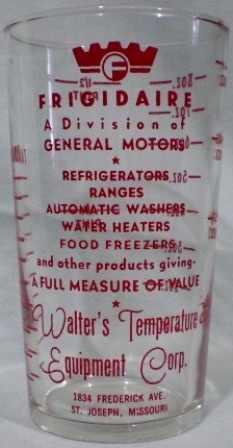 F
FRIGIDAIRE
A Division of
GENERAL MOTORS
REFRIGERATORS
RANGES
AUTOMATIC WASHERS
WATER HEATERS
FOOD FREEZERS
and other products giving-
A FULL MEASURE OF VALUE
Walter's Temperature &
Equipment Corp.
1834 FREDERICK AVE.
ST. JOSEPH, MISSOURI